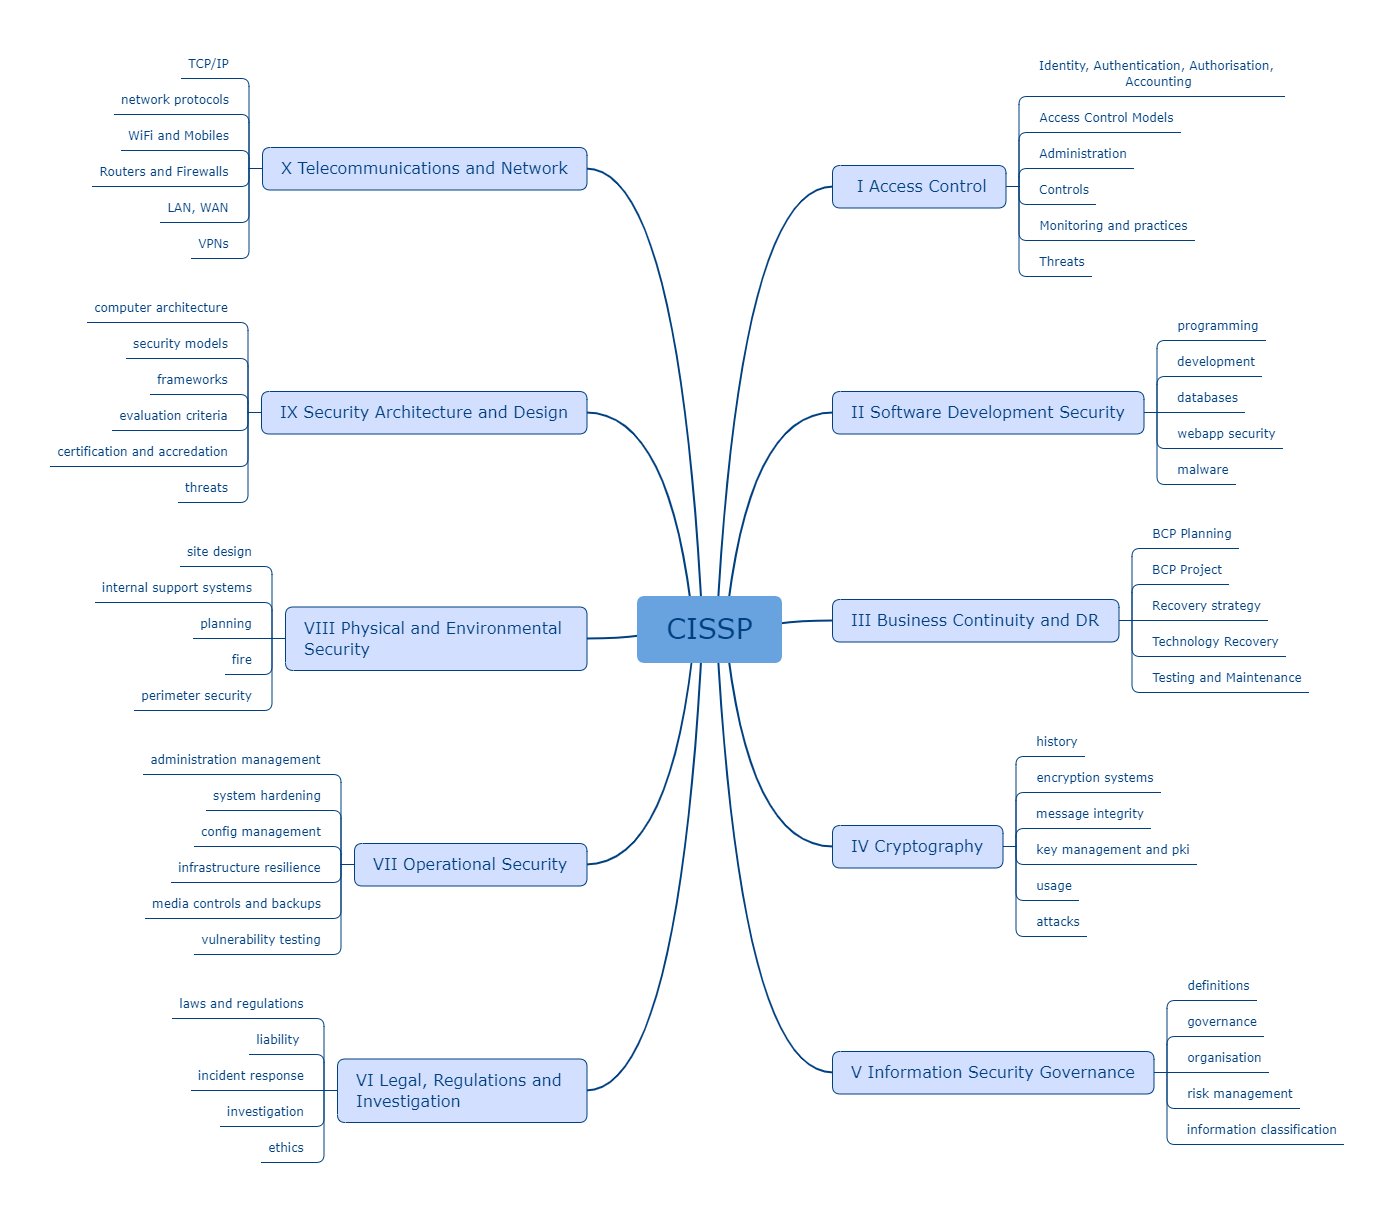 CISSP
I Access Control
Identity, Authentication, Authorisation,
Accounting
Access Control Models
Administration
Controls
Monitoring and practices
Threats
II Software Development Security
programming
development
databases
webapp security
malware
III Business Continuity and DR
BCP Planning
BCP Project
Recovery strategy
Technology Recovery
Testing and Maintenance
IV Cryptography
history
encryption systems
message integrity
key management and pki
usage
attacks
V Information Security Governance
definitions
governance
organisation
risk management
information classification
VI Legal, Regulations and
Investigation
laws and regulations
liability
incident response
investigation
ethics
VII Operational Security
administration management
system hardening
config management
infrastructure resilience
media controls and backups
vulnerability testing
VIII Physical and Environmental
Security
site design
internal support systems
planning
fire
perimeter security
IX Security Architecture and Design
computer architecture
security models
frameworks
evaluation criteria
certification and accredation
threats
X Telecommunications and Network
TCP/IP
network protocols
WiFi and Mobiles
Routers and Firewalls
LAN, WAN
VPNs